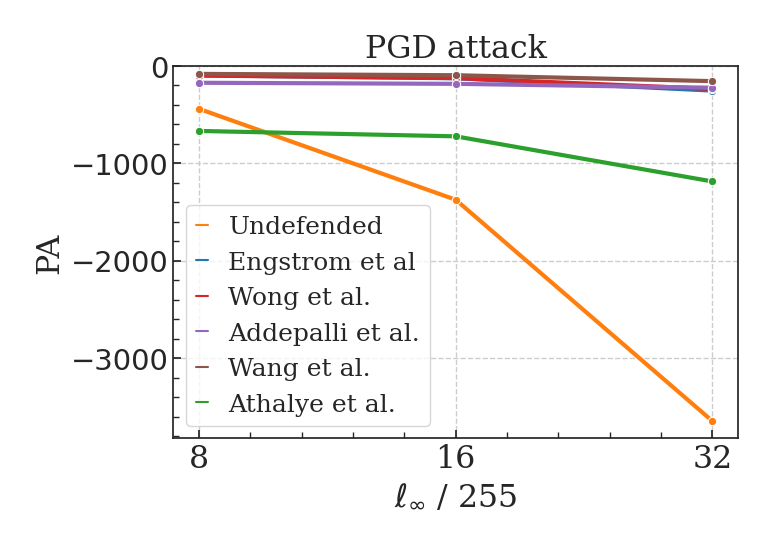 PGD attack
0
−1000
−2000
−3000
PA
Undefended
Engstrom et al
Wong et al.
Addepalli et al.
Wang et al.
Athalye et al.
8
16
32
ℓ∞ / 255